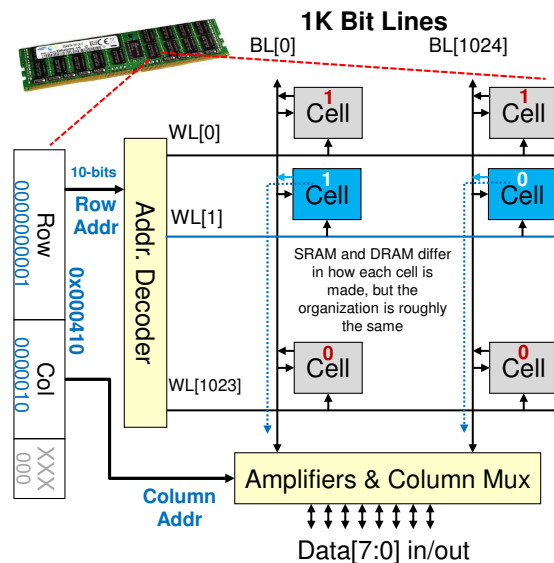 1K Bit Lines
BL[0]
BL[1024]
1
Cell
1
Cell
WL[0]
10-bits
Row
Addr
Row
0000000001
0x000410
Addr. Decoder
WL[1]
1
Cell
0
Cell
SRAM and DRAM differ
in how each cell is
made, but the
organization is roughly
the same
Col
0000010
XXX
000
WL[1023]
0
Cell
0
Cell
Column
Addr
Amplifiers & Column Mux
Data[7:0] in/out